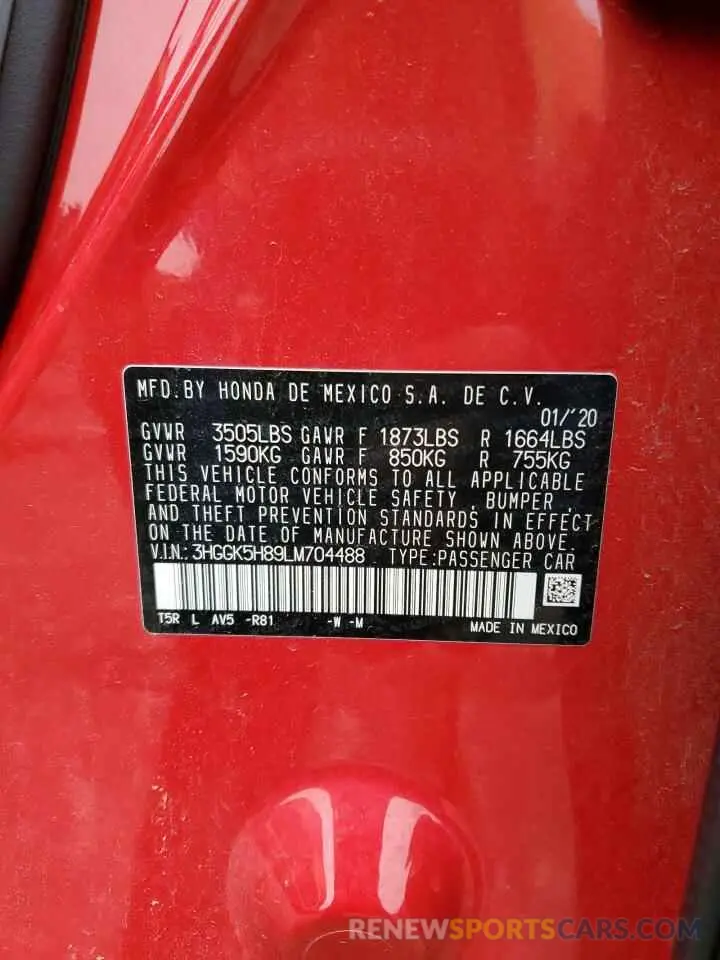 MFD.BY HONDA DE MEXICO S.A. DE C.V.
01/'20
GVWR 3505LBS GAWR F 1873LBS R 1664LBS
GVWR 1590KG GAWR F 850KG R 755KG
THIS VEHICLE CONFORMS TO ALL APPLICABLE
FEDERAL MOTOR VEHICLE SAFETY, BUMPER,
AND THEFT PREVENTION STANDARDS IN EFFECT
ON THE DATE OF MANUFACTURE SHOWN ABOVE.
V.I.N.: 3HGGK5H89LM704488 TYPE:PASSENGER CAR
T5R L AV5 -R81 -W -M MADE IN MEXICO
RENEWSPORTSCARS.COM